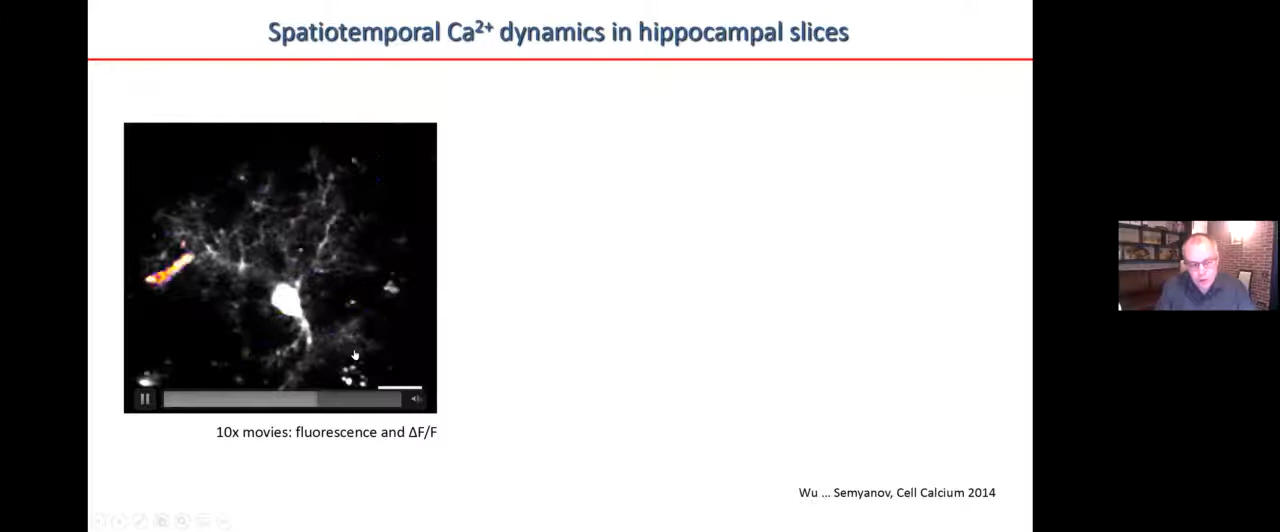 Spatiotemporal Ca²⁺ dynamics in hippocampal slices
10x movies: fluorescence and ΔF/F
Wu ... Semyanov, Cell Calcium 2014